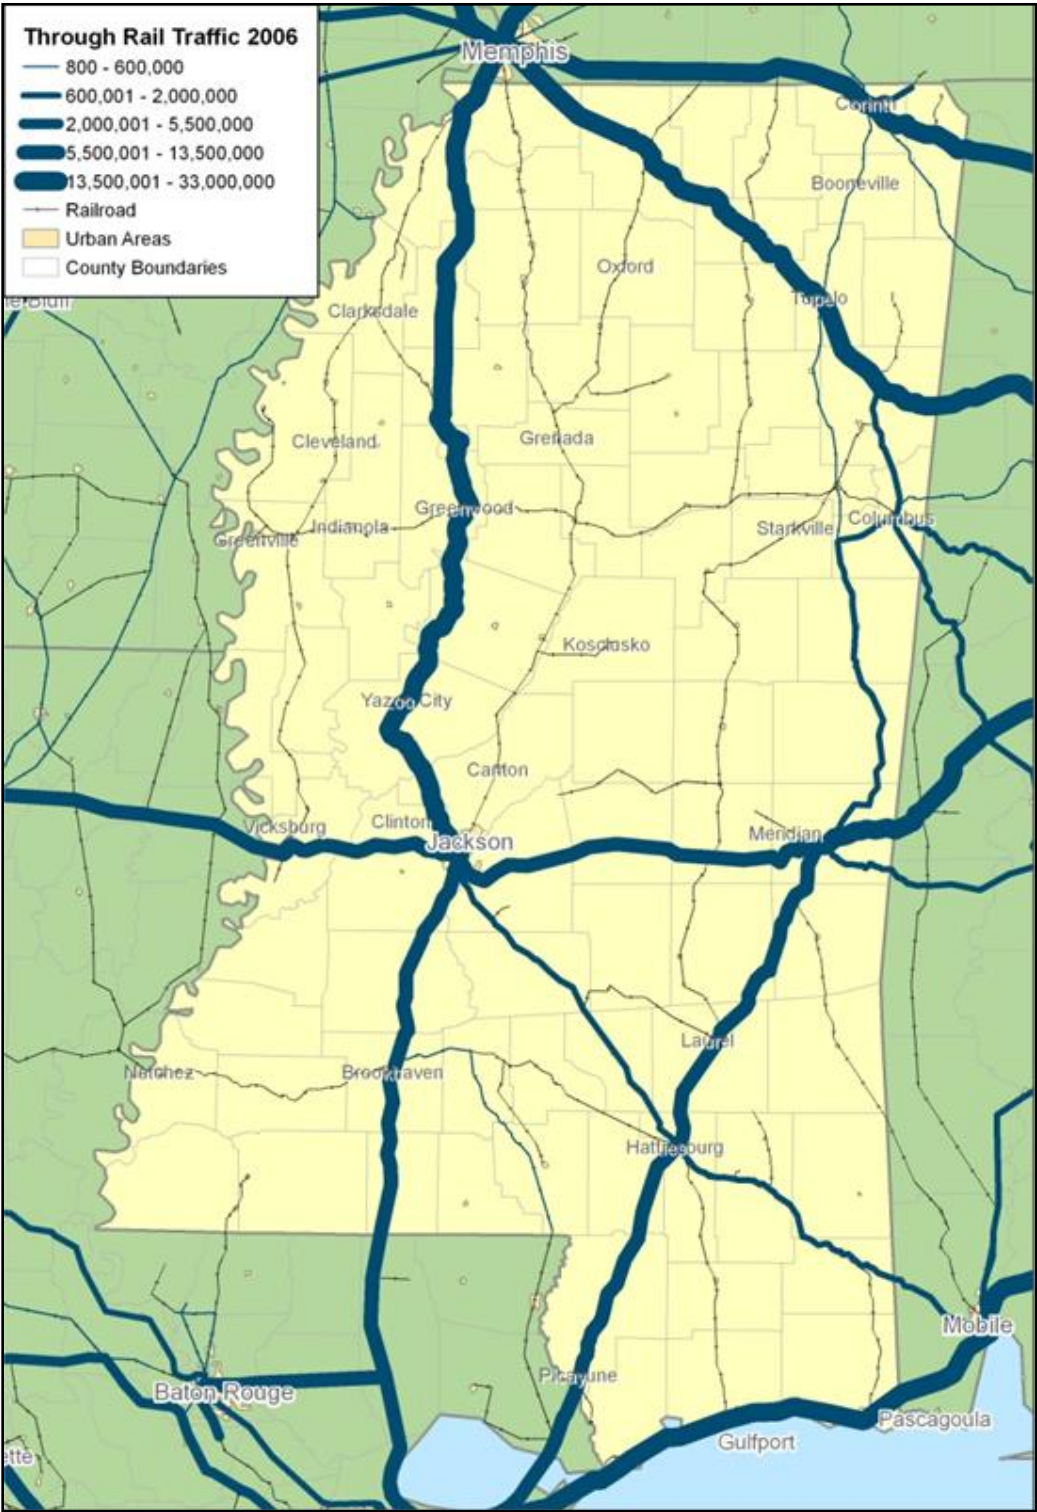 Through Rail Traffic 2006
800 - 600,000
600,001 - 2,000,000
2,000,001 - 5,500,000
5,500,001 - 13,500,000
13,500,001 - 33,000,000
Railroad
Urban Areas
County Boundaries
Memphis
Corinth
Booneville
Oxford
Tupelo
Clarksdale
Cleveland
Grenada
Greenwood
Indianola
Greenville
Starkville
Columbus
Kosciusko
Yazoo City
Canton
Vicksburg
Clinton
Jackson
Meridian
Laurel
Natchez
Brookhaven
Hattiesburg
Mobile
Picayune
Baton Rouge
Pascagoula
Gulfport